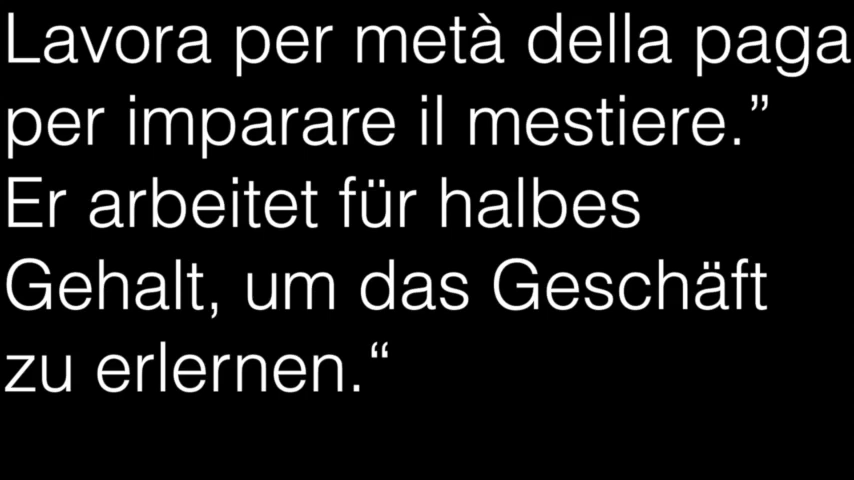 Lavora per metà della paga
per imparare il mestiere.”
Er arbeitet für halbes
Gehalt, um das Geschäft
zu erlernen.“